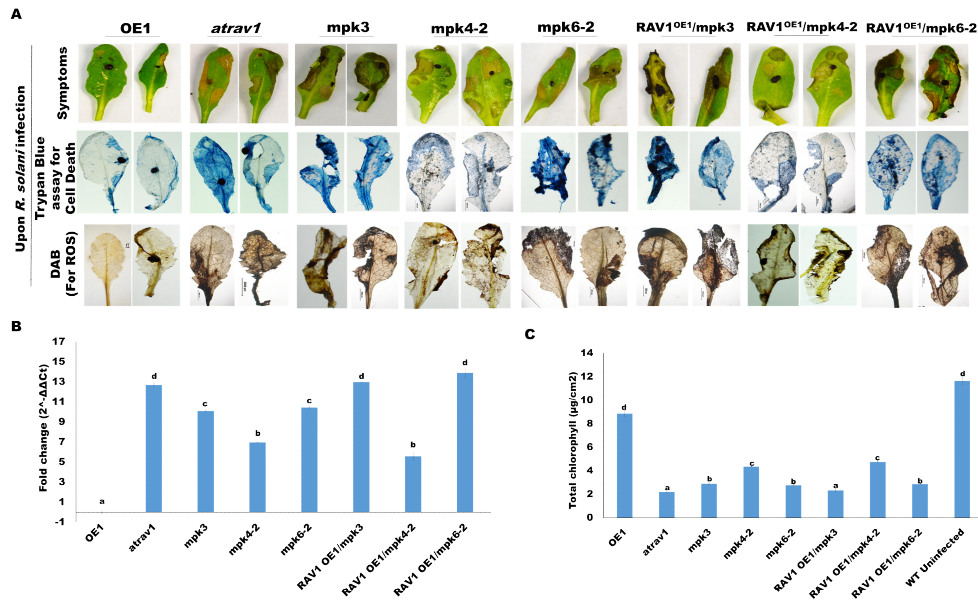 A
OE1 atrav1 mpk3 mpk4-2 mpk6-2 RAV1OE1/mpk3 RAV1OE1/mpk4-2 RAV1OE1/mpk6-2
Upon R. solani infection
Symptoms
Trypan Blue
assay for
Cell Death
DAB
(For ROS)
B
Fold change (2^-ΔΔCt)
17
15
13
11
9
7
5
3
1
-1
a
d
c
b
c
d
b
d
OE1
atrav1
mpk3
mpk4-2
mpk6-2
RAV1 OE1/mpk3
RAV1 OE1/mpk4-2
RAV1 OE1/mpk6-2
C
Total chlorophyll (µg/cm2)
14
12
10
8
6
4
2
0
d
a
b
c
b
a
c
b
d
OE1
atrav1
mpk3
mpk4-2
mpk6-2
RAV1 OE1/mpk3
RAV1 OE1/mpk4-2
RAV1 OE1/mpk6-2
WT Uninfected